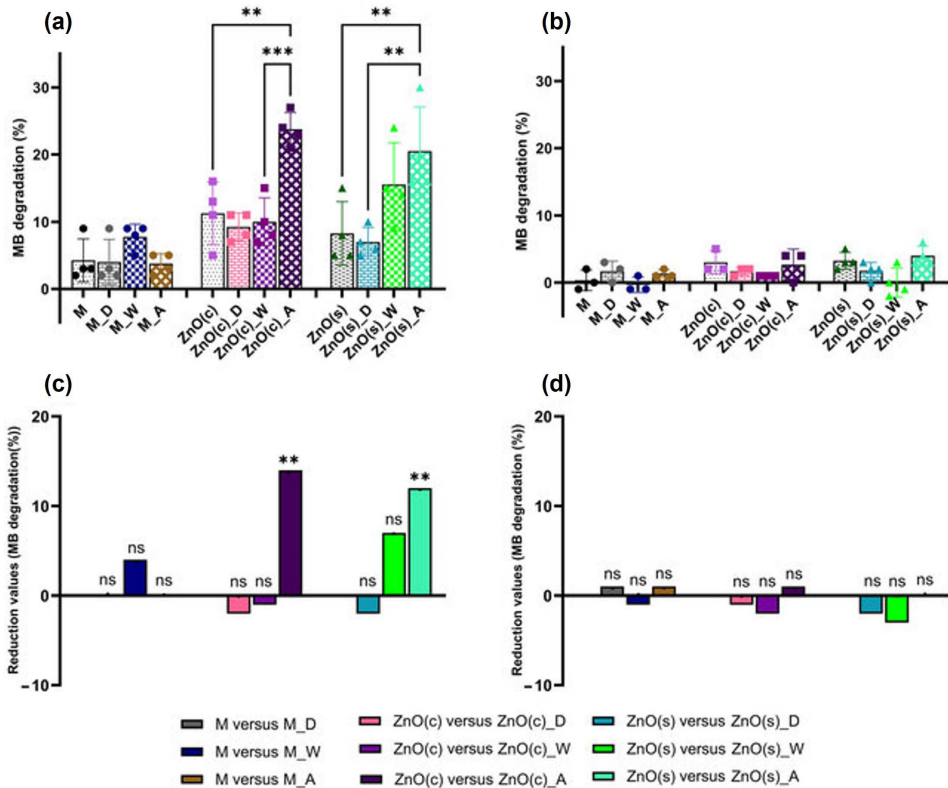 (a)
**
**
***
**
MB degradation (%)
30
20
10
0
M
M_D
M_W
M_A
ZnO(c)
ZnO(c)_D
ZnO(c)_W
ZnO(c)_A
ZnO(s)
ZnO(s)_D
ZnO(s)_W
ZnO(s)_A
(b)
MB degradation (%)
30
20
10
0
M
M_D
M_W
M_A
ZnO(c)
ZnO(c)_D
ZnO(c)_W
ZnO(c)_A
ZnO(s)
ZnO(s)_D
ZnO(s)_W
ZnO(s)_A
(c)
Reduction values (MB degradation(%))
20
10
0
–10
ns
ns
ns
ns
ns
**
ns
ns
**
(d)
Reduction values (MB degradation (%))
20
10
0
–10
ns
ns
ns
ns
ns
ns
ns
ns
ns
M versus M_D
M versus M_W
M versus M_A
ZnO(c) versus ZnO(c)_D
ZnO(c) versus ZnO(c)_W
ZnO(c) versus ZnO(c)_A
ZnO(s) versus ZnO(s)_D
ZnO(s) versus ZnO(s)_W
ZnO(s) versus ZnO(s)_A